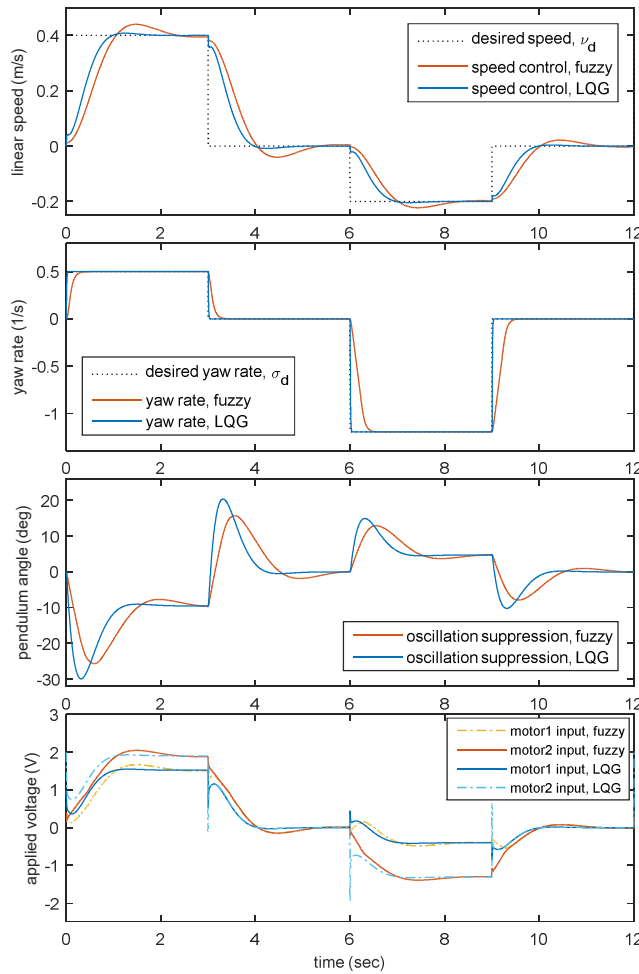 0.4
0.2
0
-0.2
linear speed (m/s)
desired speed, νd
speed control, fuzzy
speed control, LQG
0 2 4 6 8 10 12
0.5
0
-0.5
-1
yaw rate (1/s)
desired yaw rate, σd
yaw rate, fuzzy
yaw rate, LQG
0 2 4 6 8 10 12
20
10
0
-10
-20
-30
pendulum angle (deg)
oscillation suppression, fuzzy
oscillation suppression, LQG
0 2 4 6 8 10 12
3
2
1
0
-1
-2
applied voltage (V)
motor1 input, fuzzy
motor2 input, fuzzy
motor1 input, LQG
motor2 input, LQG
0 2 4 6 8 10 12
time (sec)